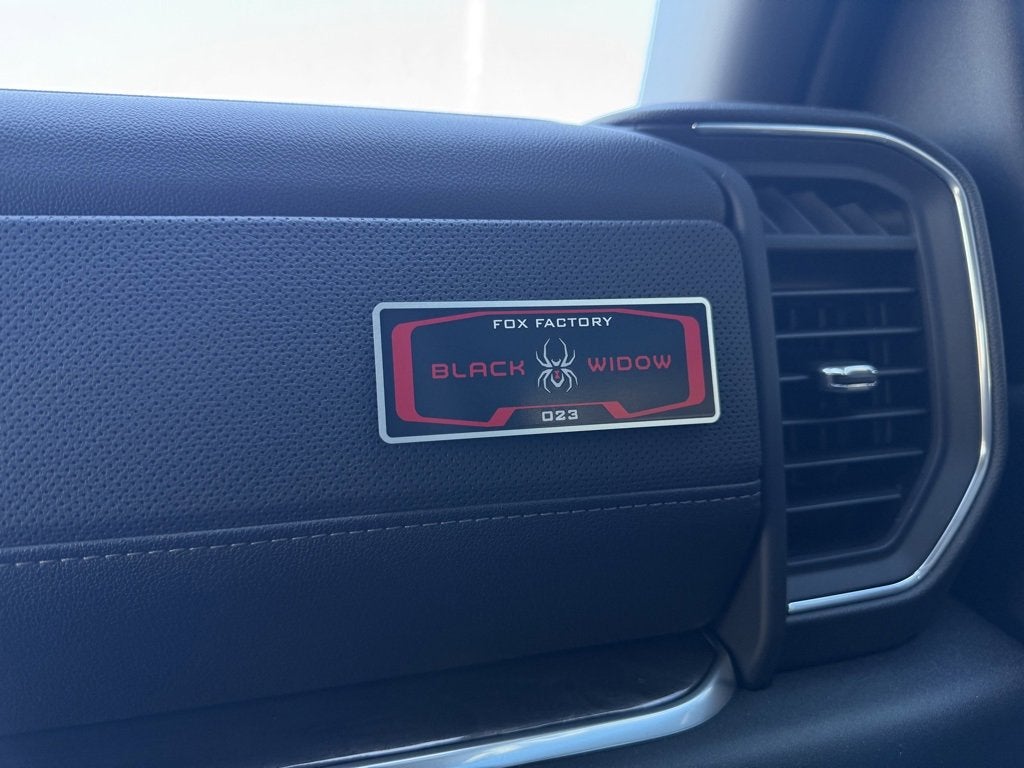 FOX FACTORY
BLACK WIDOW
023